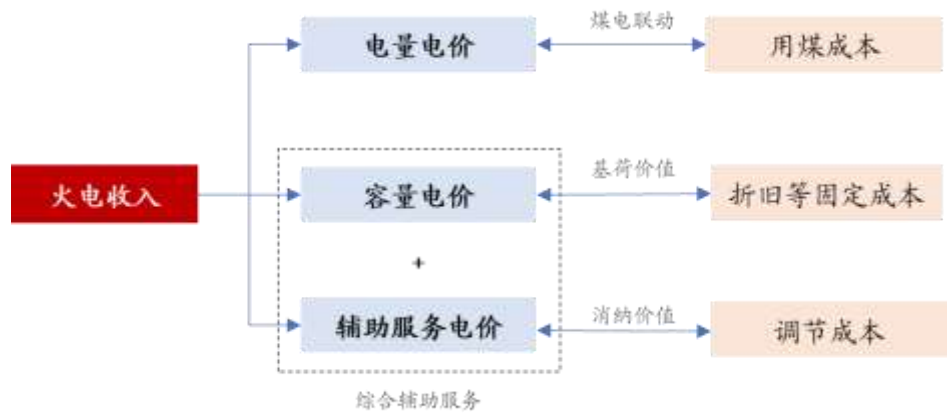 电量电价
煤电联动
用煤成本
火电收入
容量电价
基荷价值
折旧等固定成本
+
辅助服务电价
消纳价值
调节成本
综合辅助服务